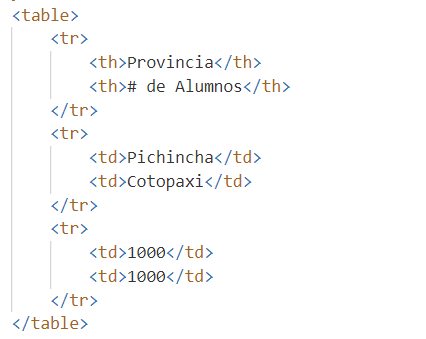 <table>
<tr>
<th>Provincia</th>
<th># de Alumnos</th>
</tr>
<tr>
<td>Pichincha</td>
<td>Cotopaxi</td>
</tr>
<tr>
<td>1000</td>
<td>1000</td>
</tr>
</table>